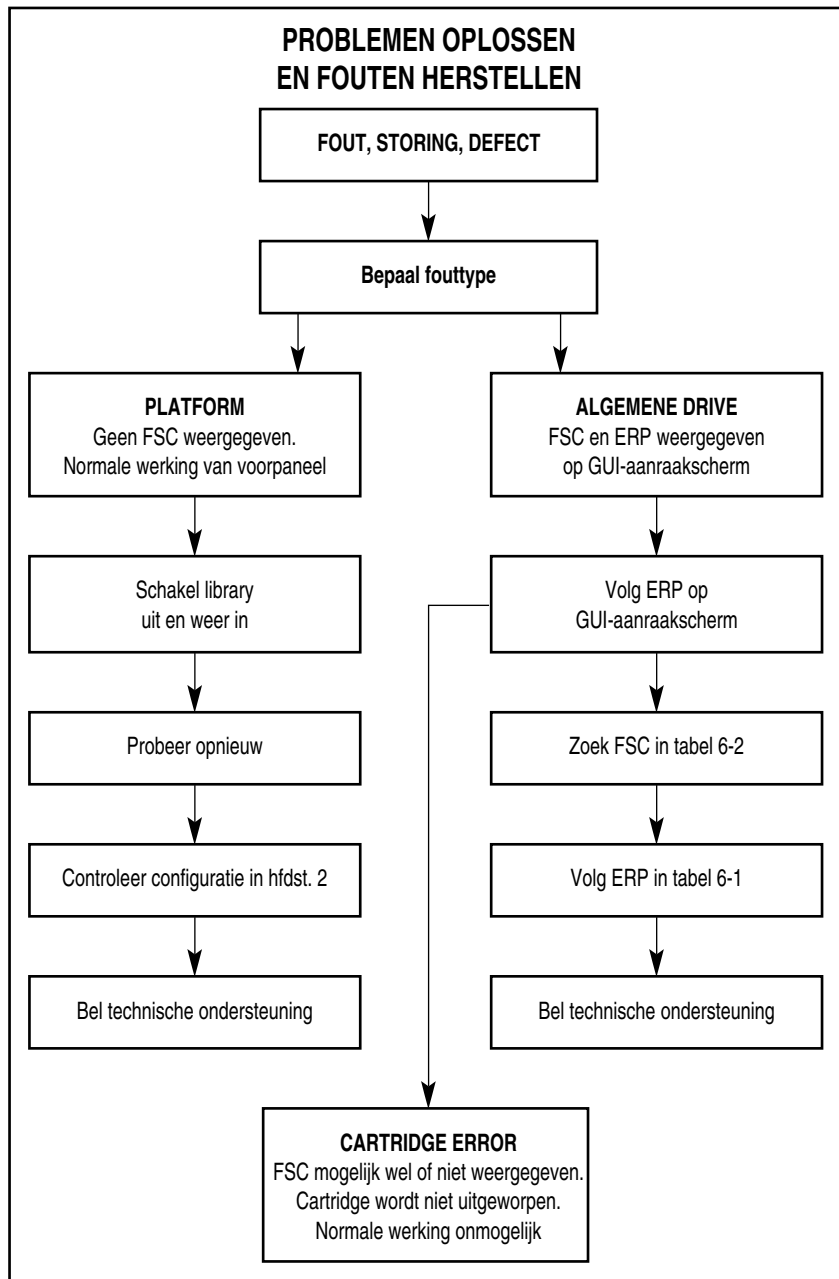 PROBLEMEN OPLOSSEN
EN FOUTEN HERSTELLEN
FOUT, STORING, DEFECT
Bepaal fouttype
PLATFORM
Geen FSC weergegeven.
Normale werking van voorpaneel
Schakel library
uit en weer in
Probeer opnieuw
Controleer configuratie in hfdst. 2
Bel technische ondersteuning
ALGEMENE DRIVE
FSC en ERP weergegeven
op GUI-aanraakscherm
Volg ERP op
GUI-aanraakscherm
Zoek FSC in tabel 6-2
Volg ERP in tabel 6-1
Bel technische ondersteuning
CARTRIDGE ERROR
FSC mogelijk wel of niet weergegeven.
Cartridge wordt niet uitgeworpen.
Normale werking onmogelijk